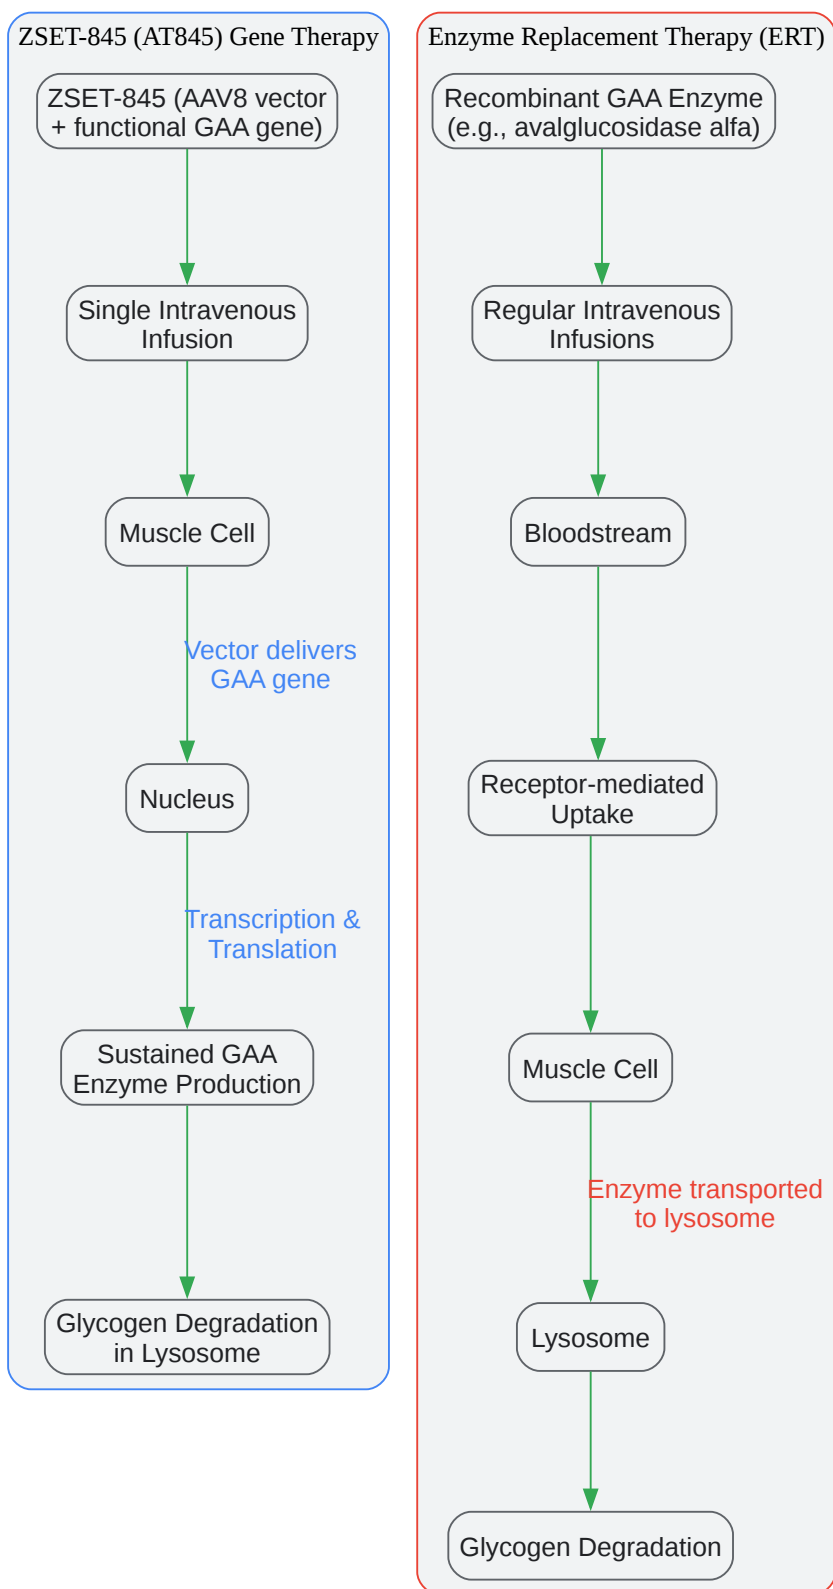 ZSET-845 (AT845) Gene Therapy
ZSET-845 (AAV8 vector
+ functional GAA gene)
Single Intravenous
Infusion
Muscle Cell
Vector delivers
GAA gene
Nucleus
Transcription &
Translation
Sustained GAA
Enzyme Production
Glycogen Degradation
in Lysosome
Enzyme Replacement Therapy (ERT)
Recombinant GAA Enzyme
(e.g., avalglucosidase alfa)
Regular Intravenous
Infusions
Bloodstream
Receptor-mediated
Uptake
Muscle Cell
Enzyme transported
to lysosome
Lysosome
Glycogen Degradation